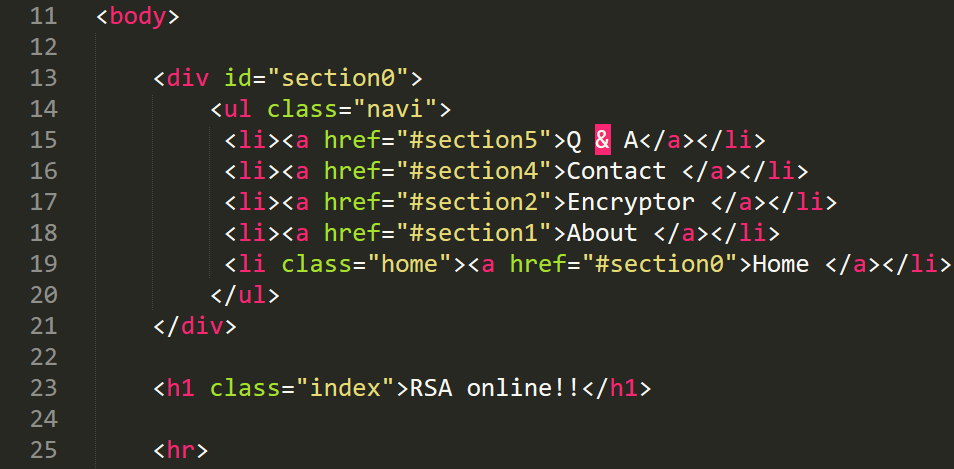 11 <body>
12
13 <div id="section0">
14 <ul class="navi">
15 <li><a href="#section5">Q & A</a></li>
16 <li><a href="#section4">Contact </a></li>
17 <li><a href="#section2">Encryptor </a></li>
18 <li><a href="#section1">About </a></li>
19 <li class="home"><a href="#section0">Home </a></li>
20 </ul>
21 </div>
22
23 <h1 class="index">RSA online!!</h1>
24
25 <hr>